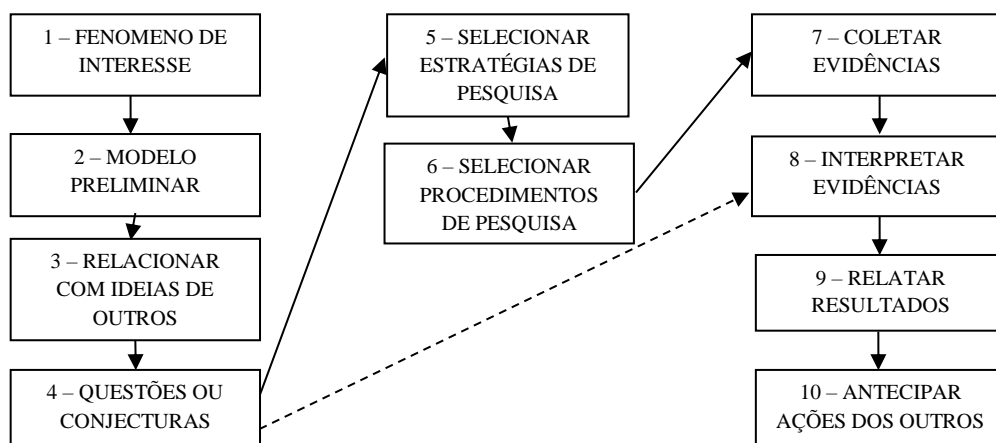 1 – FENOMENO DE
INTERESSE
2 – MODELO
PRELIMINAR
3 – RELACIONAR
COM IDEIAS DE
OUTROS
4 – QUESTÕES OU
CONJECTURAS
5 – SELECIONAR
ESTRATÉGIAS DE
PESQUISA
6 – SELECIONAR
PROCEDIMENTOS
DE PESQUISA
7 – COLETAR
EVIDÊNCIAS
8 – INTERPRETAR
EVIDÊNCIAS
9 – RELATAR
RESULTADOS
10 – ANTECIPAR
AÇÕES DOS OUTROS